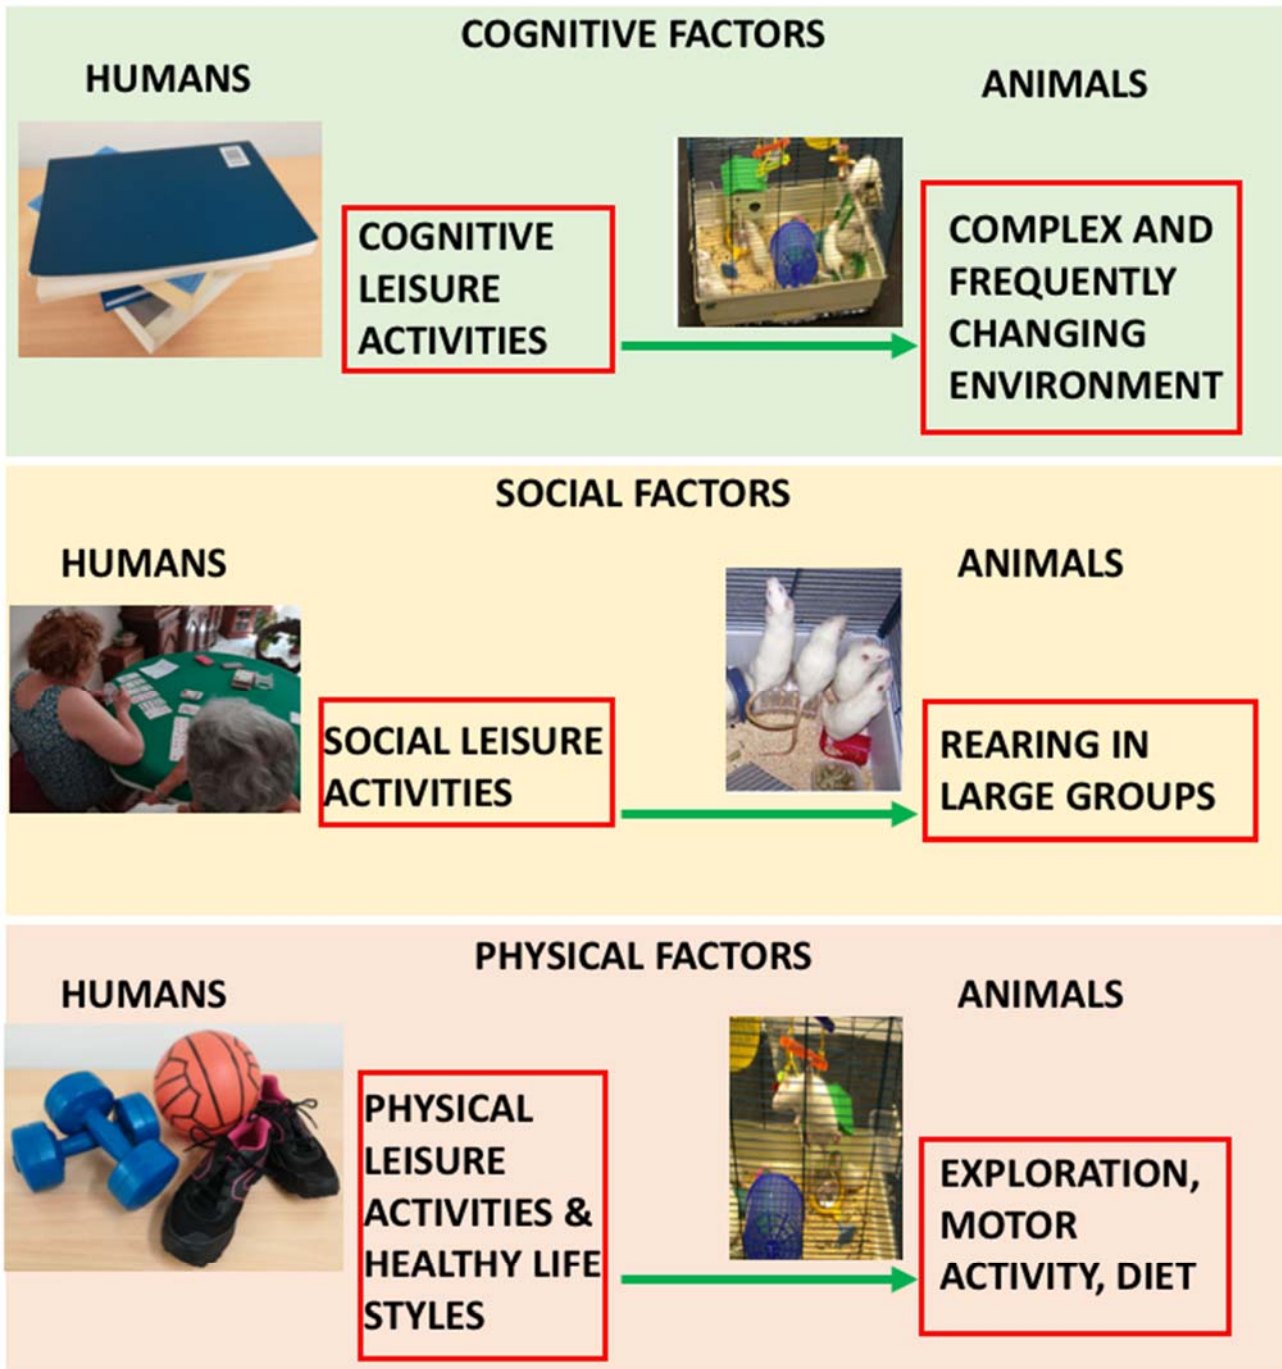 COGNITIVE FACTORS
HUMANS
ANIMALS
COGNITIVE
LEISURE
ACTIVITIES
COMPLEX AND
FREQUENTLY
CHANGING
ENVIRONMENT
SOCIAL FACTORS
HUMANS
ANIMALS
SOCIAL LEISURE
ACTIVITIES
REARING IN
LARGE GROUPS
PHYSICAL FACTORS
HUMANS
ANIMALS
PHYSICAL
LEISURE
ACTIVITIES &
HEALTHY LIFE
STYLES
EXPLORATION,
MOTOR
ACTIVITY, DIET